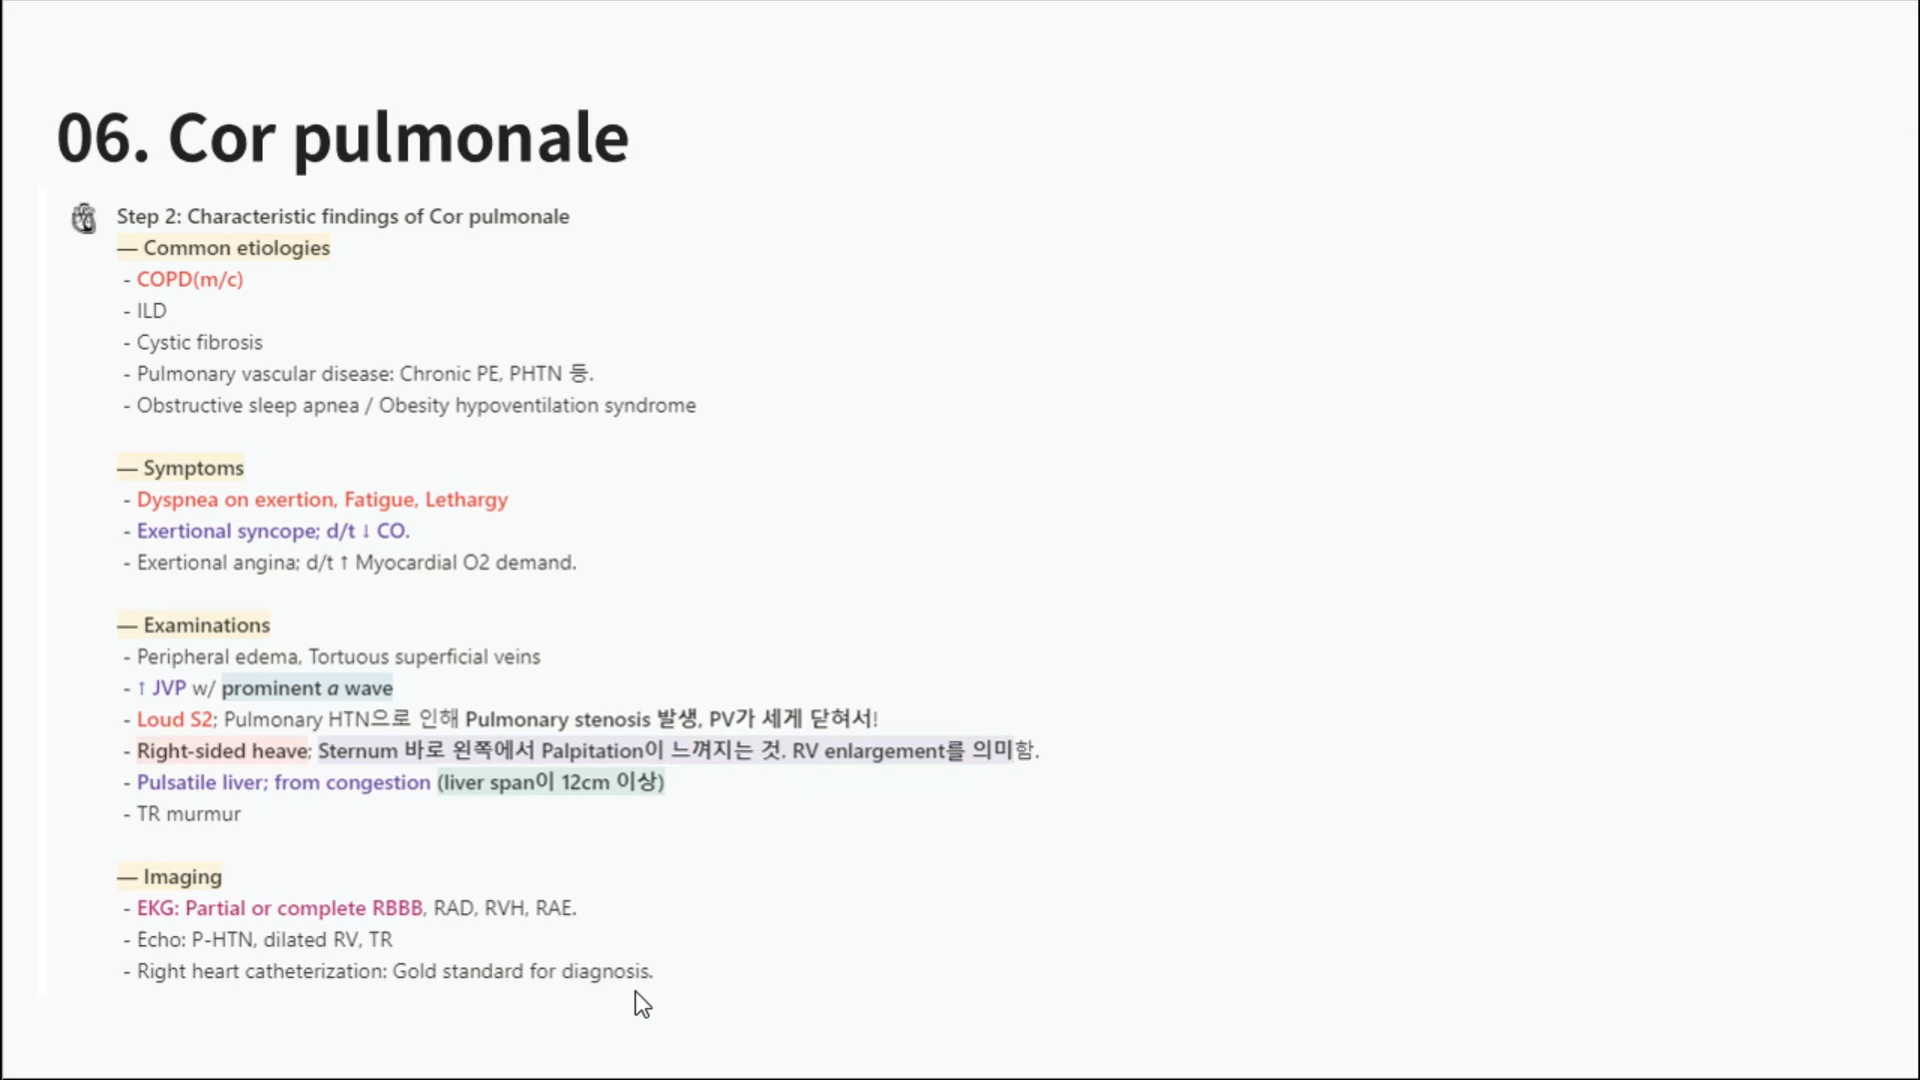 06. Cor pulmonale
Step 2: Characteristic findings of Cor pulmonale
— Common etiologies
- COPD(m/c)
- ILD
- Cystic fibrosis
- Pulmonary vascular disease: Chronic PE, PHTN 등.
- Obstructive sleep apnea / Obesity hypoventilation syndrome
— Symptoms
- Dyspnea on exertion, Fatigue, Lethargy
- Exertional syncope; d/t ↓ CO.
- Exertional angina; d/t ↑ Myocardial O2 demand.
— Examinations
- Peripheral edema, Tortuous superficial veins
- ↑ JVP w/ prominent a wave
- Loud S2; Pulmonary HTN으로 인해 Pulmonary stenosis 발생, PV가 세게 닫혀서!
- Right-sided heave; Sternum 바로 왼쪽에서 Palpitation이 느껴지는 것. RV enlargement를 의미함.
- Pulsatile liver; from congestion (liver span이 12cm 이상)
- TR murmur
— Imaging
- EKG: Partial or complete RBBB, RAD, RVH, RAE.
- Echo: P-HTN, dilated RV, TR
- Right heart catheterization: Gold standard for diagnosis.